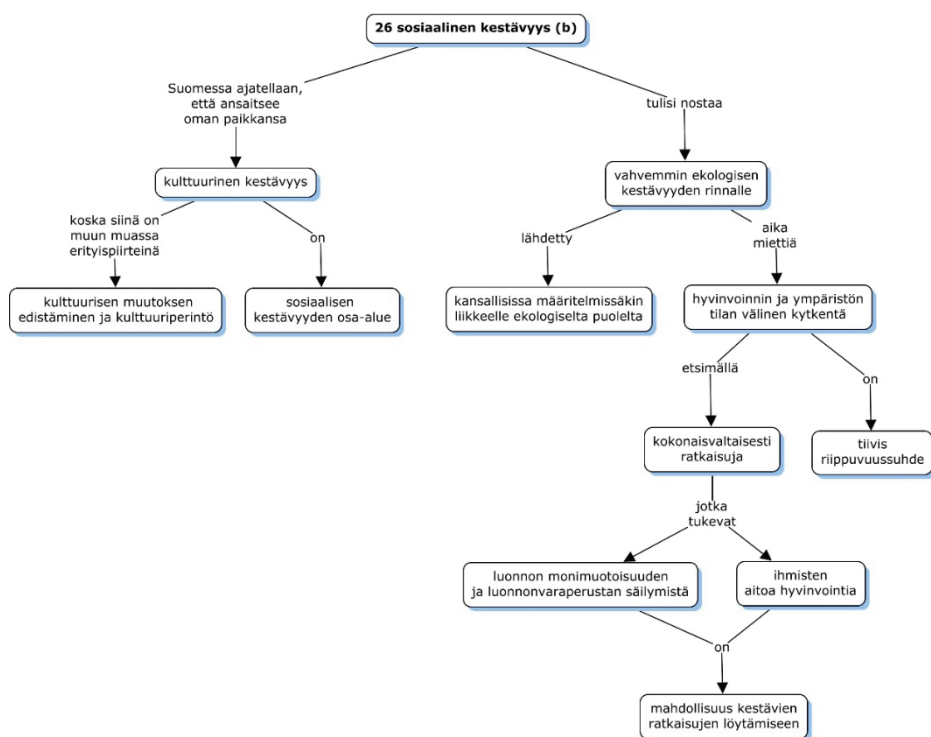 26 sosiaalinen kestävyys (b)
Suomessa ajatellaan,
että ansaitsee
oman paikkansa
tulisi nostaa
kulttuurinen kestävyys
vahvemmin ekologisen
kestävyyden rinnalle
koska siinä on
muun muassa
erityispiirteinä
on
lähdetty
aika
miettiä
kulttuurisen muutoksen
edistäminen ja kulttuuriperintö
sosiaalisen
kestävyyden osa-alue
kansallisissa määritelmissäkin
liikkeelle ekologiselta puolelta
hyvinvoinnin ja ympäristön
tilan välinen kytkentä
etsimällä
on
kokonaisvaltaisesti
ratkaisuja
tiivis
riippuvuussuhde
jotka
tukevat
luonnon monimuotoisuuden
ja luonnonvaraperustan säilymistä
ihmisten
aitoa hyvinvointia
on
mahdollisuus kestävien
ratkaisujen löytämiseen